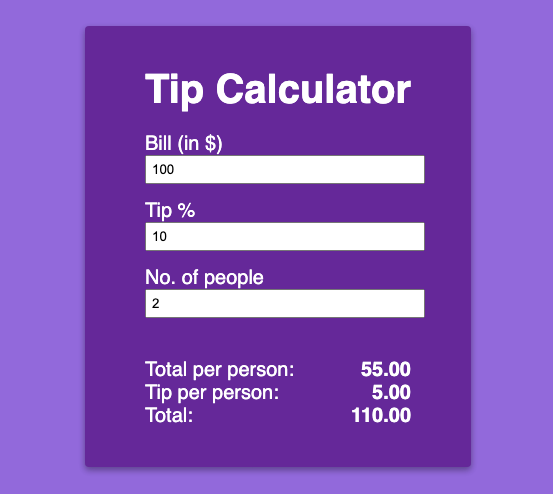 Tip Calculator
Bill (in $)
100
Tip %
10
No. of people
2
Total per person: 55.00
Tip per person: 5.00
Total: 110.00